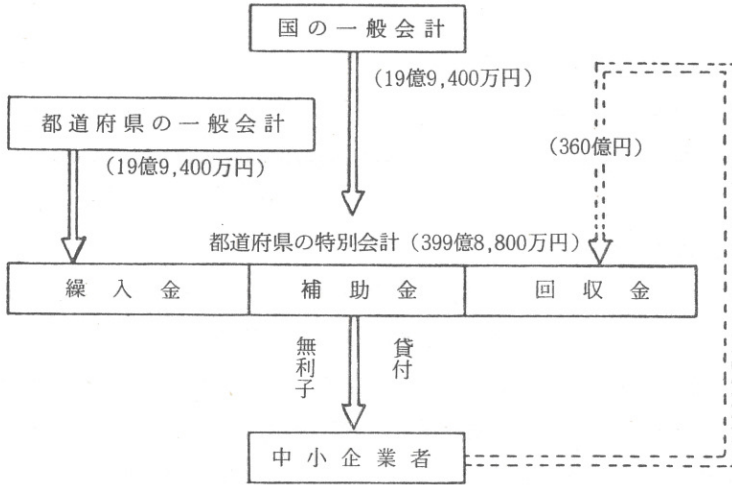 国の一般会計
(19億9,400万円)
都道府県の一般会計
(19億9,400万円)
(360億円)
都道府県の特別会計(399億8,800万円)
繰入金
補助金
回収金
無利子
貸付
中小企業者